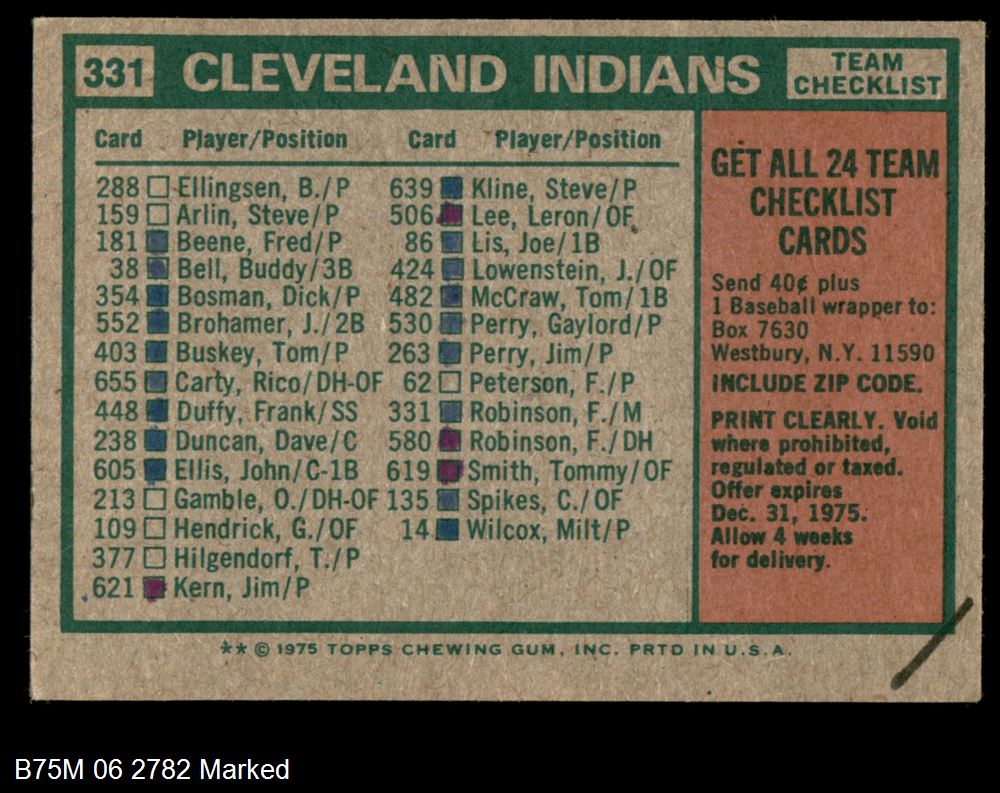 331 CLEVELAND INDIANS TEAM CHECKLIST
Card Player/Position
288 Ellingsen, B./P
159 Arlin, Steve/P
181 Beene, Fred/P
38 Bell, Buddy/3B
354 Bosman, Dick/P
552 Brohamer, J./2B
403 Buskey, Tom/P
655 Carty, Rico/DH-OF
448 Duffy, Frank/SS
238 Duncan, Dave/C
605 Ellis, John/C-1B
213 Gamble, O./DH-OF
109 Hendrick, G./OF
377 Hilgendorf, T./P
621 Kern, Jim/P
Card Player/Position
639 Kline, Steve/P
506 Lee, Leron/OF
86 Lis, Joe/1B
424 Lowenstein, J./OF
482 McCraw, Tom/1B
530 Perry, Gaylord/P
263 Perry, Jim/P
62 Peterson, F./P
331 Robinson, F./M
580 Robinson, F./DH
619 Smith, Tommy/OF
135 Spikes, C./OF
14 Wilcox, Milt/P
GET ALL 24 TEAM
CHECKLIST
CARDS
Send 40¢ plus
1 Baseball wrapper to:
Box 7630
Westbury, N.Y. 11590
INCLUDE ZIP CODE.
PRINT CLEARLY. Void
where prohibited,
regulated or taxed.
Offer expires
Dec. 31, 1975.
Allow 4 weeks
for delivery.
** © 1975 TOPPS CHEWING GUM, INC. PRTD IN U.S.A.
B75M 06 2782 Marked